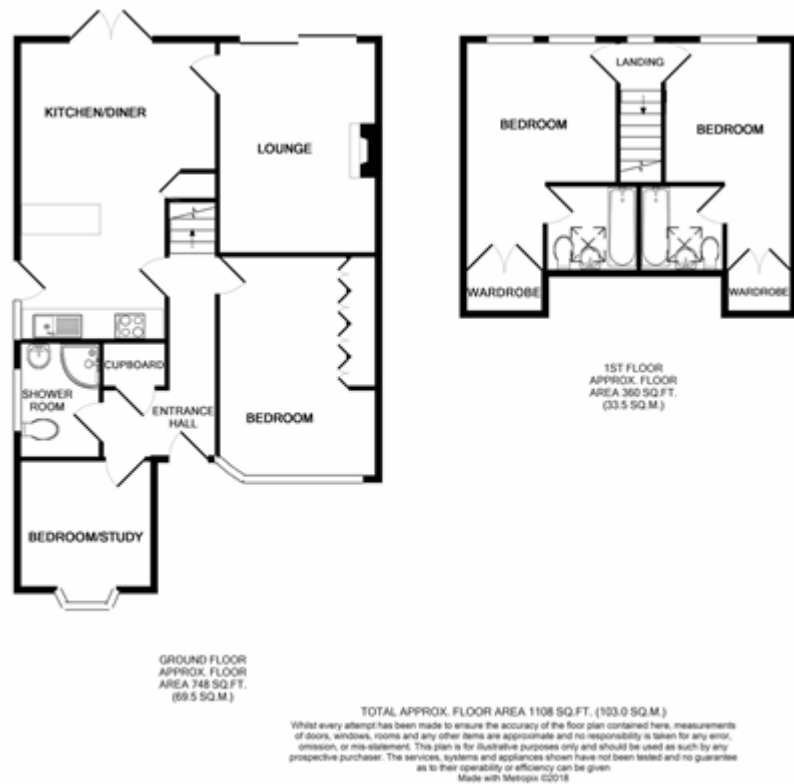 KITCHEN/DINER
LOUNGE
CUPBOARD
SHOWER
ROOM
ENTRANCE
HALL
BEDROOM
BEDROOM/STUDY
GROUND FLOOR
APPROX. FLOOR
AREA 748 SQ.FT.
(69.5 SQ.M.)
LANDING
BEDROOM
BEDROOM
WARDROBE
WARDROBE
1ST FLOOR
APPROX. FLOOR
AREA 360 SQ.FT.
(33.5 SQ.M.)
TOTAL APPROX. FLOOR AREA 1108 SQ.FT. (103.0 SQ.M.)
Whilst every attempt has been made to ensure the accuracy of the floor plan contained here, measurements
of doors, windows, rooms and any other items are approximate and no responsibility is taken for any error,
omission, or mis-statement. This plan is for illustrative purposes only and should be used as such by any
prospective purchaser. The services, systems and appliances shown have not been tested and no guarantee
as to their operability or efficiency can be given
Made with Metropix ©2018